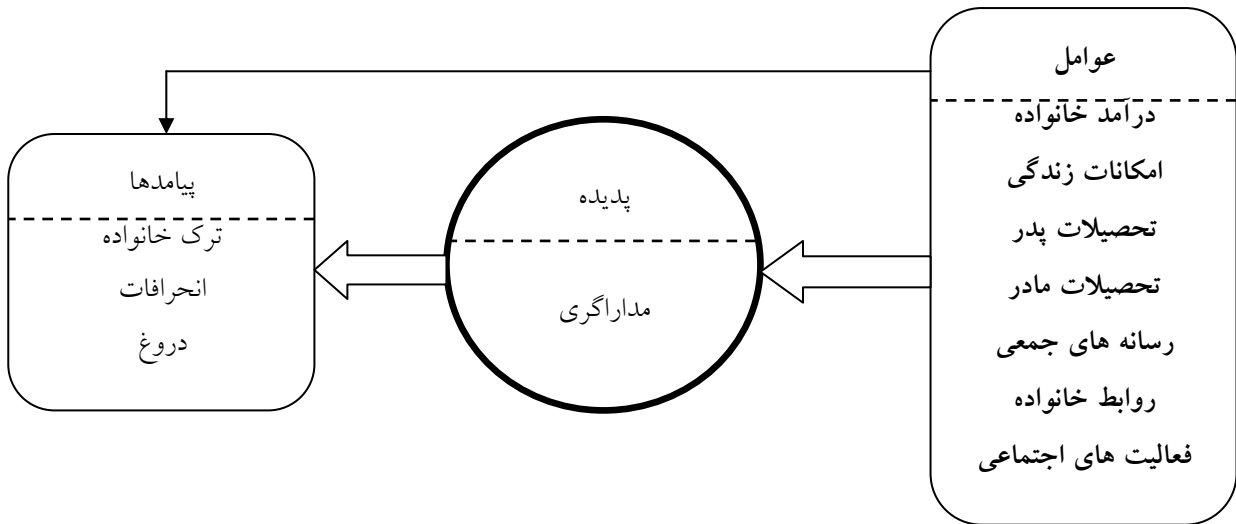 عوامل
درآمد خانواده
امکانات زندگی
تحصیلات پدر
تحصیلات مادر
رسانه های جمعی
روابط خانواده
فعالیت های اجتماعی
پدیده
مداراگری
پیامدها
ترک خانواده
انحرافات
دروغ